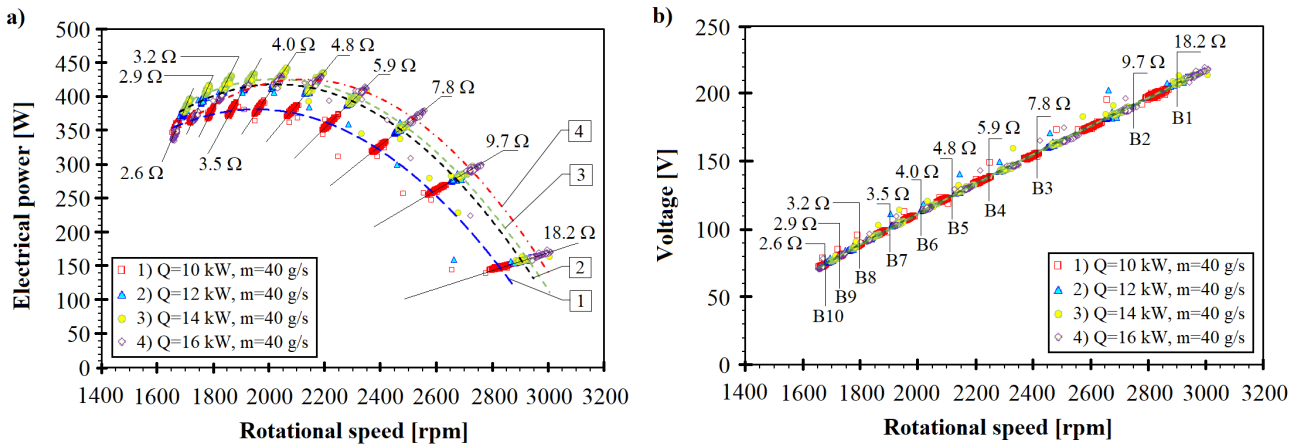 a)
Electrical power [W]
500
450
400
350
300
250
200
150
100
50
0
1400 1600 1800 2000 2200 2400 2600 2800 3000 3200
Rotational speed [rpm]
2.6 Ω
2.9 Ω
3.2 Ω
3.5 Ω
4.0 Ω
4.8 Ω
5.9 Ω
7.8 Ω
9.7 Ω
18.2 Ω
4
3
2
1
1) Q=10 kW, m=40 g/s
2) Q=12 kW, m=40 g/s
3) Q=14 kW, m=40 g/s
4) Q=16 kW, m=40 g/s
b)
Voltage [V]
250
200
150
100
50
0
1400 1600 1800 2000 2200 2400 2600 2800 3000 3200
Rotational speed [rpm]
18.2 Ω
9.7 Ω
7.8 Ω
5.9 Ω
4.8 Ω
4.0 Ω
3.5 Ω
3.2 Ω
2.9 Ω
2.6 Ω
B1
B2
B3
B4
B5
B6
B7
B8
B9
B10
1) Q=10 kW, m=40 g/s
2) Q=12 kW, m=40 g/s
3) Q=14 kW, m=40 g/s
4) Q=16 kW, m=40 g/s